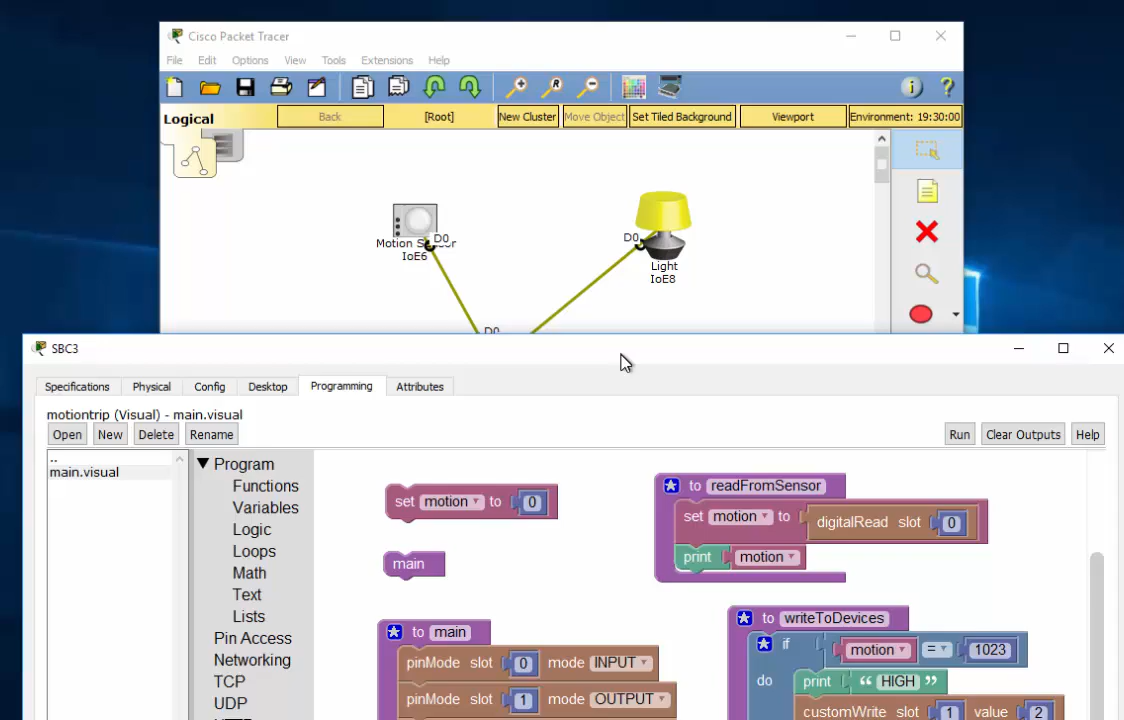 Cisco Packet Tracer
File Edit Options View Tools Extensions Help
R i ?
Logical Back [Root] New Cluster Move Object Set Tiled Background Viewport Environment: 19:30:00
D0 D0
Motion
IoE6
Light
IoE8
D0
SBC3
Specifications Physical Config Desktop Programming Attributes
motiontrip (Visual) - main.visual
Open New Delete Rename Run Clear Outputs Help
..
main.visual
Program
Functions
Variables
Logic
Loops
Math
Text
Lists
Pin Access
Networking
TCP
UDP
set motion to 0
main
to main
pinMode slot 0 mode INPUT
pinMode slot 1 mode OUTPUT
to readFromSensor
set motion to digitalRead slot 0
print motion
to writeToDevices
if motion = 1023
do print “ HIGH ”
customWrite slot 1 value 2